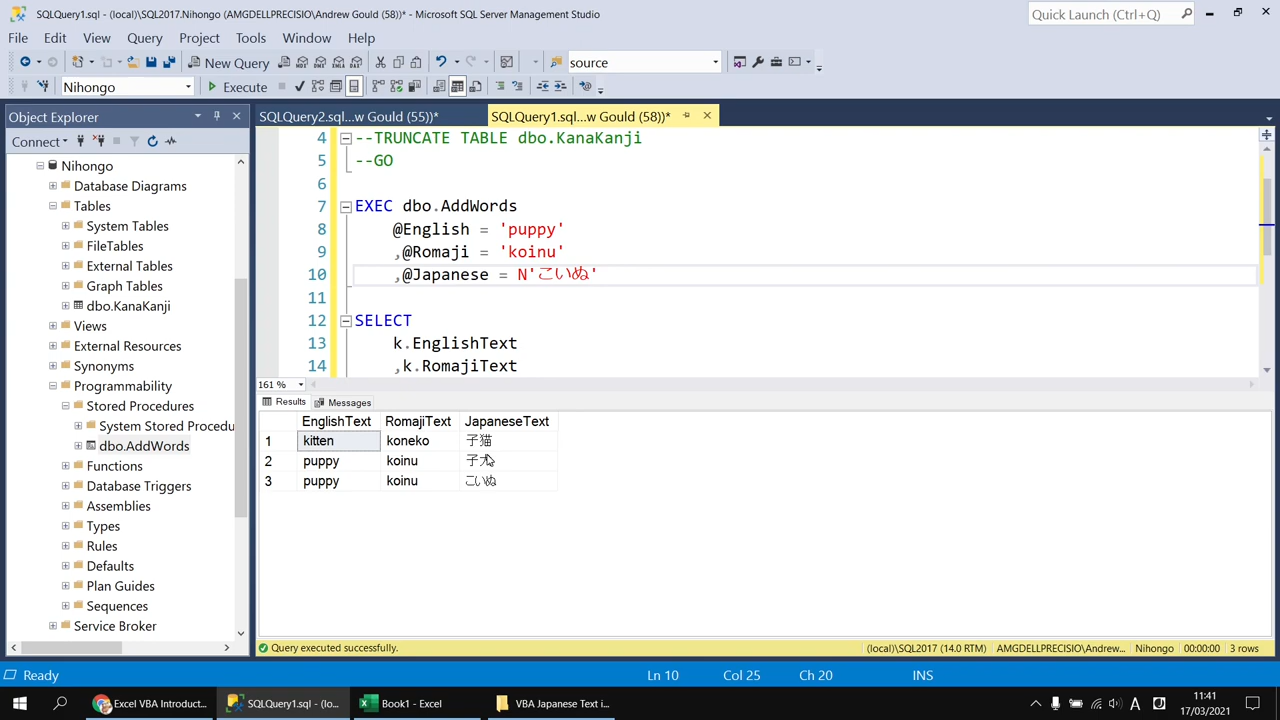 SQLQuery1.sql - (local)\SQL2017.Nihongo (AMGDELLPRECISIO\Andrew Gould (58))* - Microsoft SQL Server Management Studio
Quick Launch (Ctrl+Q)
File Edit View Query Project Tools Window Help
New Query
MDX DMX XMLA DAX
source
Nihongo
Execute
Object Explorer
SQLQuery2.sql...w Gould (55))*
SQLQuery1.sql...w Gould (58))*
Connect
Nihongo
Database Diagrams
Tables
System Tables
FileTables
External Tables
Graph Tables
dbo.KanaKanji
Views
External Resources
Synonyms
Programmability
Stored Procedures
System Stored Procedu
dbo.AddWords
Functions
Database Triggers
Assemblies
Types
Rules
Defaults
Plan Guides
Sequences
Service Broker
4 --TRUNCATE TABLE dbo.KanaKanji
5 --GO
6
7 EXEC dbo.AddWords
8 @English = 'puppy'
9 ,@Romaji = 'koinu'
10 ,@Japanese = N'こいぬ'
11
12 SELECT
13 k.EnglishText
14 ,k.RomajiText
161 %
Results Messages
EnglishText RomajiText JapaneseText
1 kitten koneko 子猫
2 puppy koinu 子犬
3 puppy koinu こいぬ
Query executed successfully.
(local)\SQL2017 (14.0 RTM) AMGDELLPRECISIO\Andrew... Nihongo 00:00:00 3 rows
Ready
Ln 10 Col 25 Ch 20 INS
Excel VBA Introduct...
SQLQuery1.sql - (lo...
Book1 - Excel
VBA Japanese Text i...
A
11:41
17/03/2021